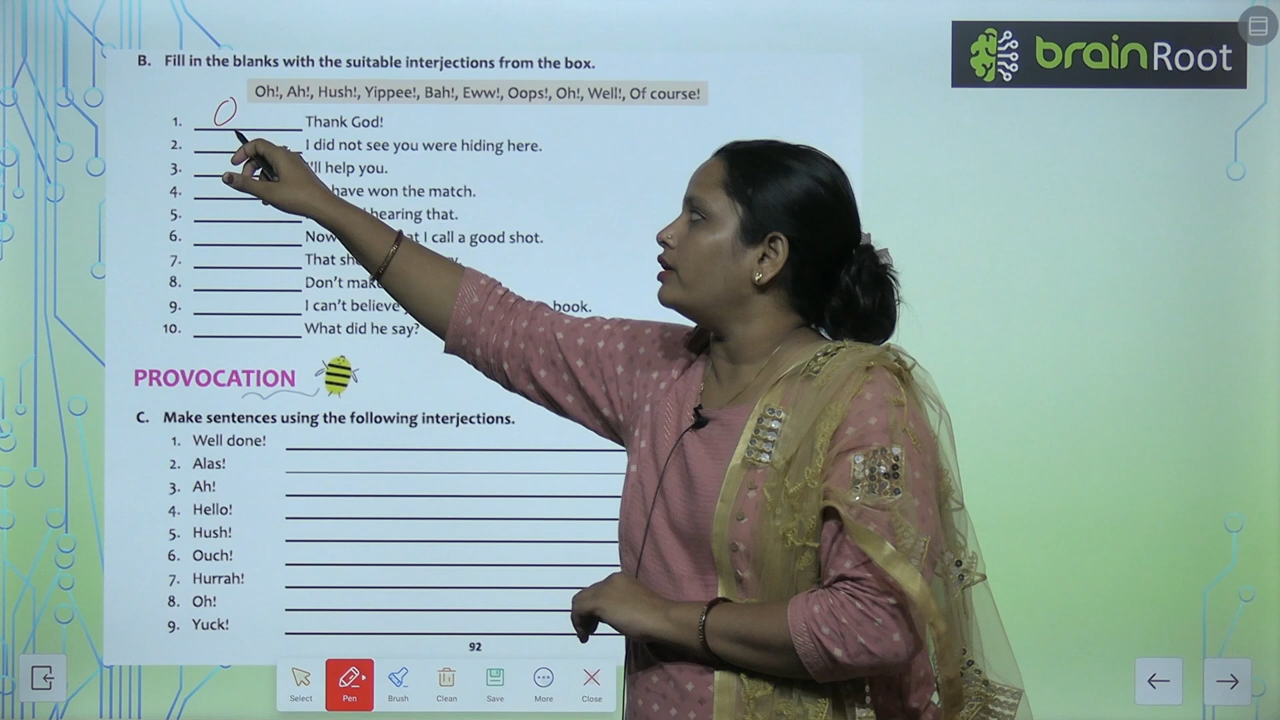 brainRoot
B. Fill in the blanks with the suitable interjections from the box.
Oh!, Ah!, Hush!, Yippee!, Bah!, Eww!, Oops!, Oh!, Well!, Of course!
O
1. Thank God!
2. I did not see you were hiding here.
3. I'll help you.
4. have won the match.
5. hearing that.
6. Now I call a good shot.
7. That
8. Don't
9. I can't believe book.
10. What did he say?
PROVOCATION
C. Make sentences using the following interjections.
1. Well done!
2. Alas!
3. Ah!
4. Hello!
5. Hush!
6. Ouch!
7. Hurrah!
8. Oh!
9. Yuck!
92
Select Pen Brush Clean Save More Close